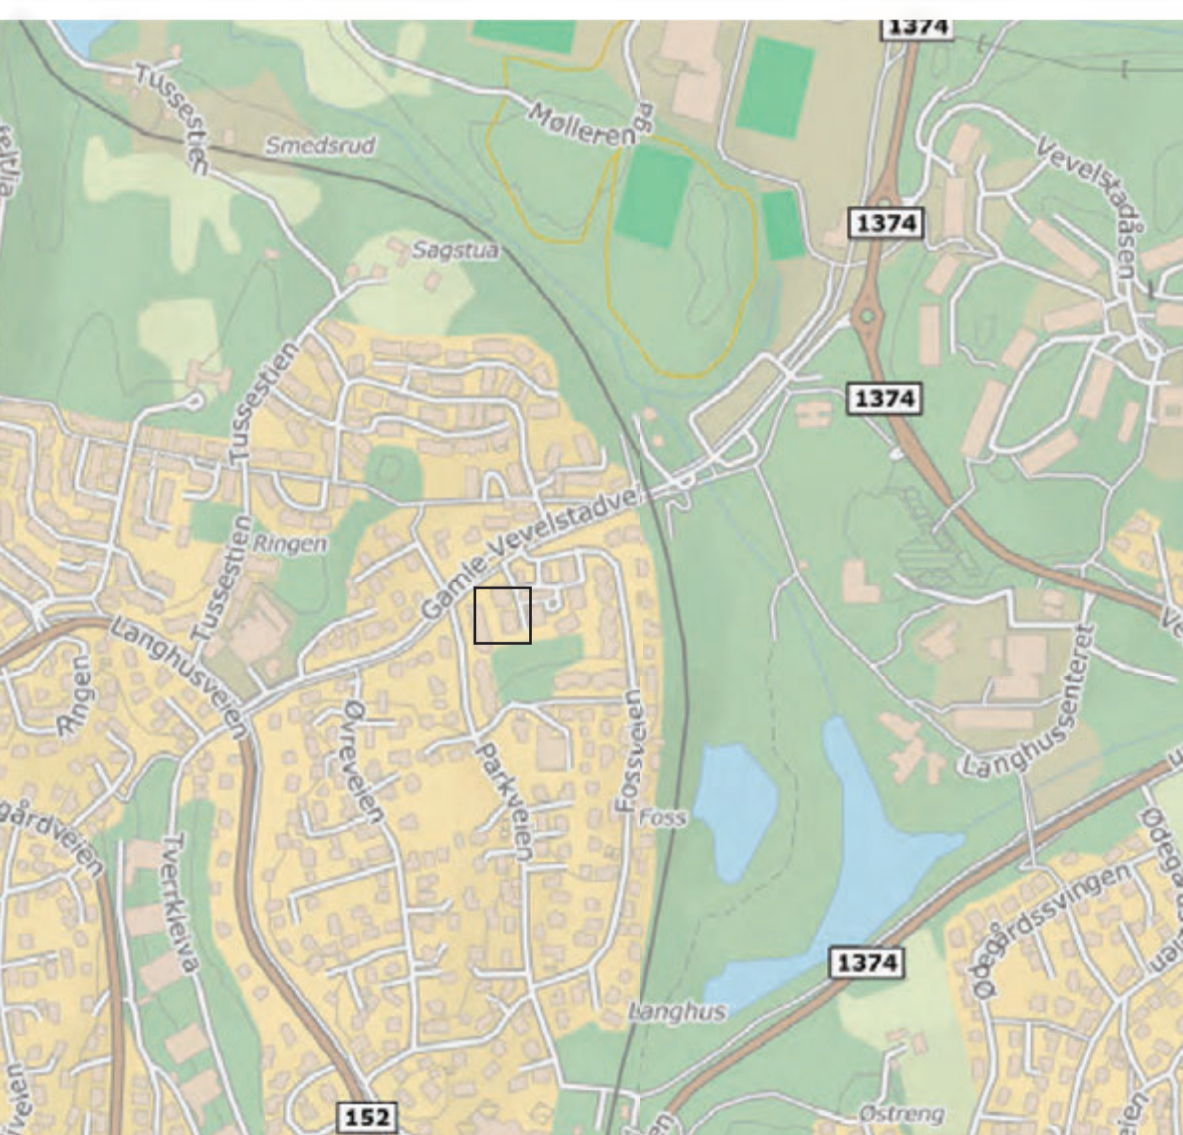 1374
Tussestien
Møllerenga
Smedsrud
Vevelstadåsen
1374
Sagstua
Tussestien
1374
Gamle Vevelstadvei
Ringen
Tussestien
Langhusveien
Ringen
Langhussenteret
Øvreveien
Fossveien
Parkveien
gårdveien
Foss
Tverrkleiva
Ødegårdssvingen
1374
Langhus
152
Østreng